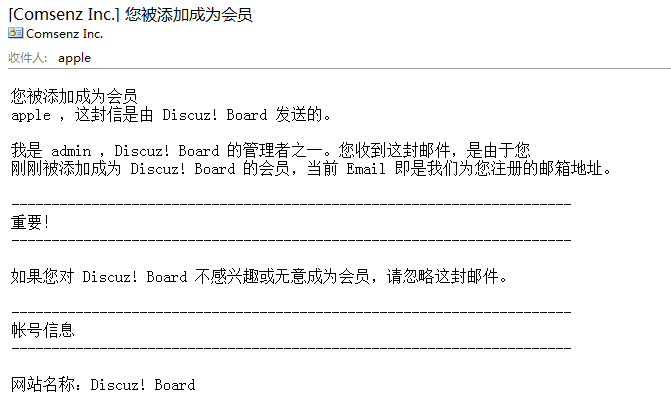 [Comsenz Inc.] 您被添加成为会员
Comsenz Inc.
收件人: apple
您被添加成为会员
apple ，这封信是由 Discuz! Board 发送的。
我是 admin ，Discuz! Board 的管理者之一。您收到这封邮件，是由于您
刚刚被添加成为 Discuz! Board 的会员，当前 Email 即是我们为您注册的邮箱地址。
----------------------------------------------------------------------
重要！
----------------------------------------------------------------------
如果您对 Discuz! Board 不感兴趣或无意成为会员，请忽略这封邮件。
----------------------------------------------------------------------
帐号信息
----------------------------------------------------------------------
网站名称：Discuz! Board